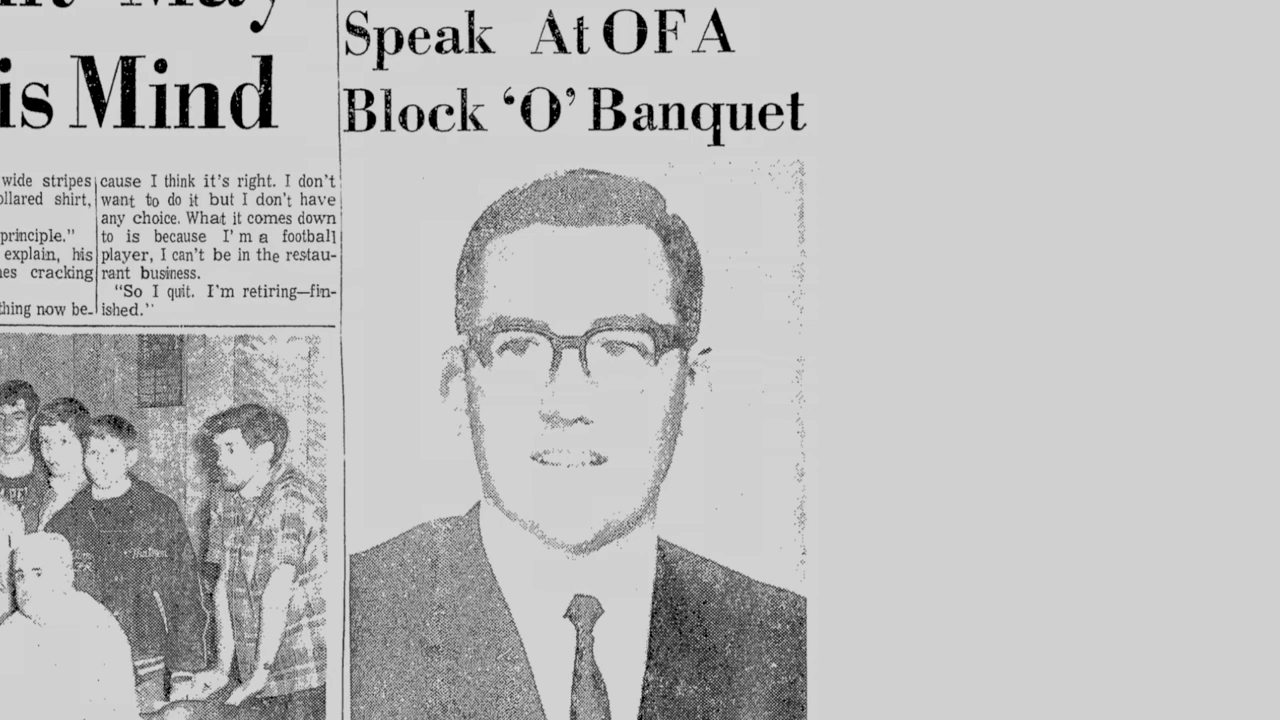 May
is Mind
wide stripes
ollared shirt,
principle."
explain, his
cracking
thing now be-
cause I think it's right. I don't
want to do it but I don't have
any choice. What it comes down
to is because I'm a football
player, I can't be in the restau-
rant business.
"So I quit. I'm retiring—fin-
ished."
Speak At OFA
Block 'O' Banquet